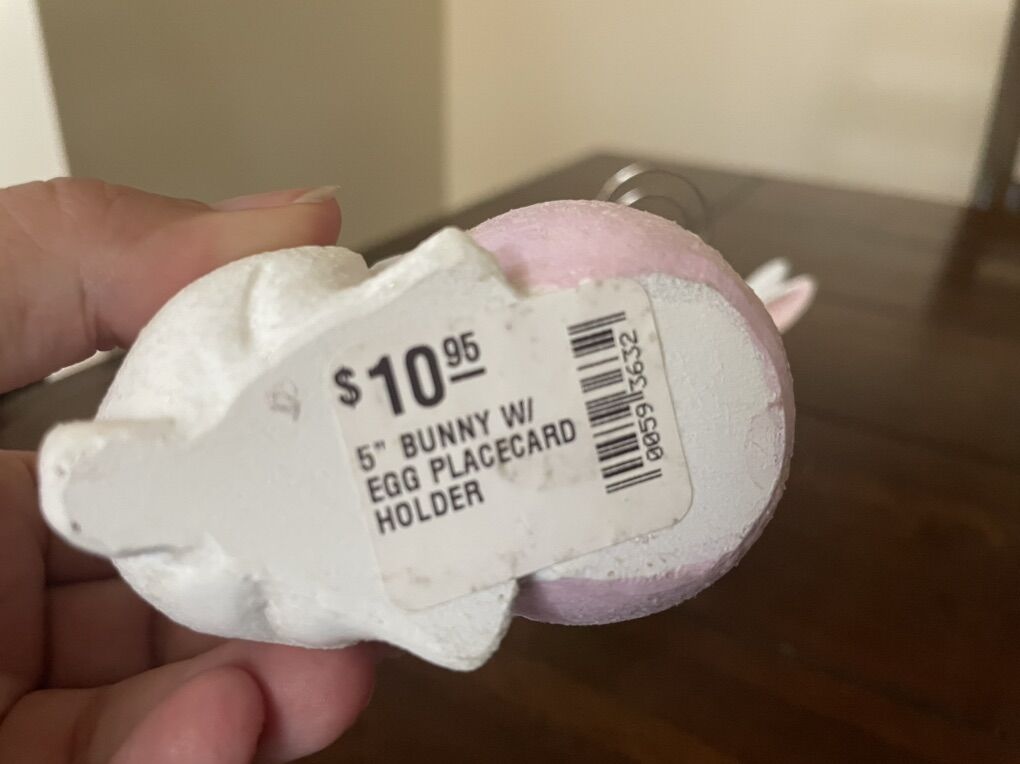 $10.95
5" BUNNY W/
EGG PLACECARD
HOLDER
0059 3632